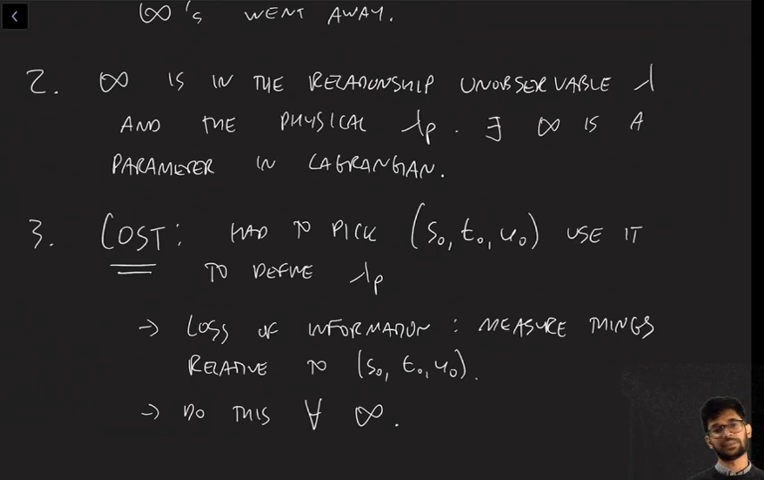 ∞'s WENT AWAY.
2. ∞ IS IN THE RELATIONSHIP UNOBSERVABLE λ
AND THE PHYSICAL λp. ∃ ∞ IS A
PARAMETER IN LAGRANGIAN.
3. COST: HAD TO PICK (s₀, t₀, u₀) USE IT
TO DEFINE λp
→ LOSS OF INFORMATION: MEASURE THINGS
RELATIVE TO (s₀, t₀, u₀).
→ DO THIS ∀ ∞.